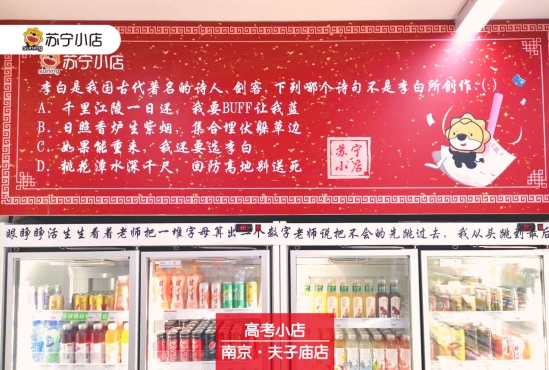 苏宁小店
suning
苏宁小店
suning
李白是我国古代著名的诗人、剑客，下列哪个诗句不是李白所创作:( )
A、千里江陵一日还，我要BUFF让我蓝
B、日照香炉生紫烟，集合埋伏躲草边
C、如果能重来，我还要选李白
D、桃花潭水深千尺，回防高地别送死
苏宁
小店
眼睁睁活生生看着老师把一堆字母算出一个数字 老师说把不会的先跳过去，我从头跳到最后
高考小店
南京·夫子庙店